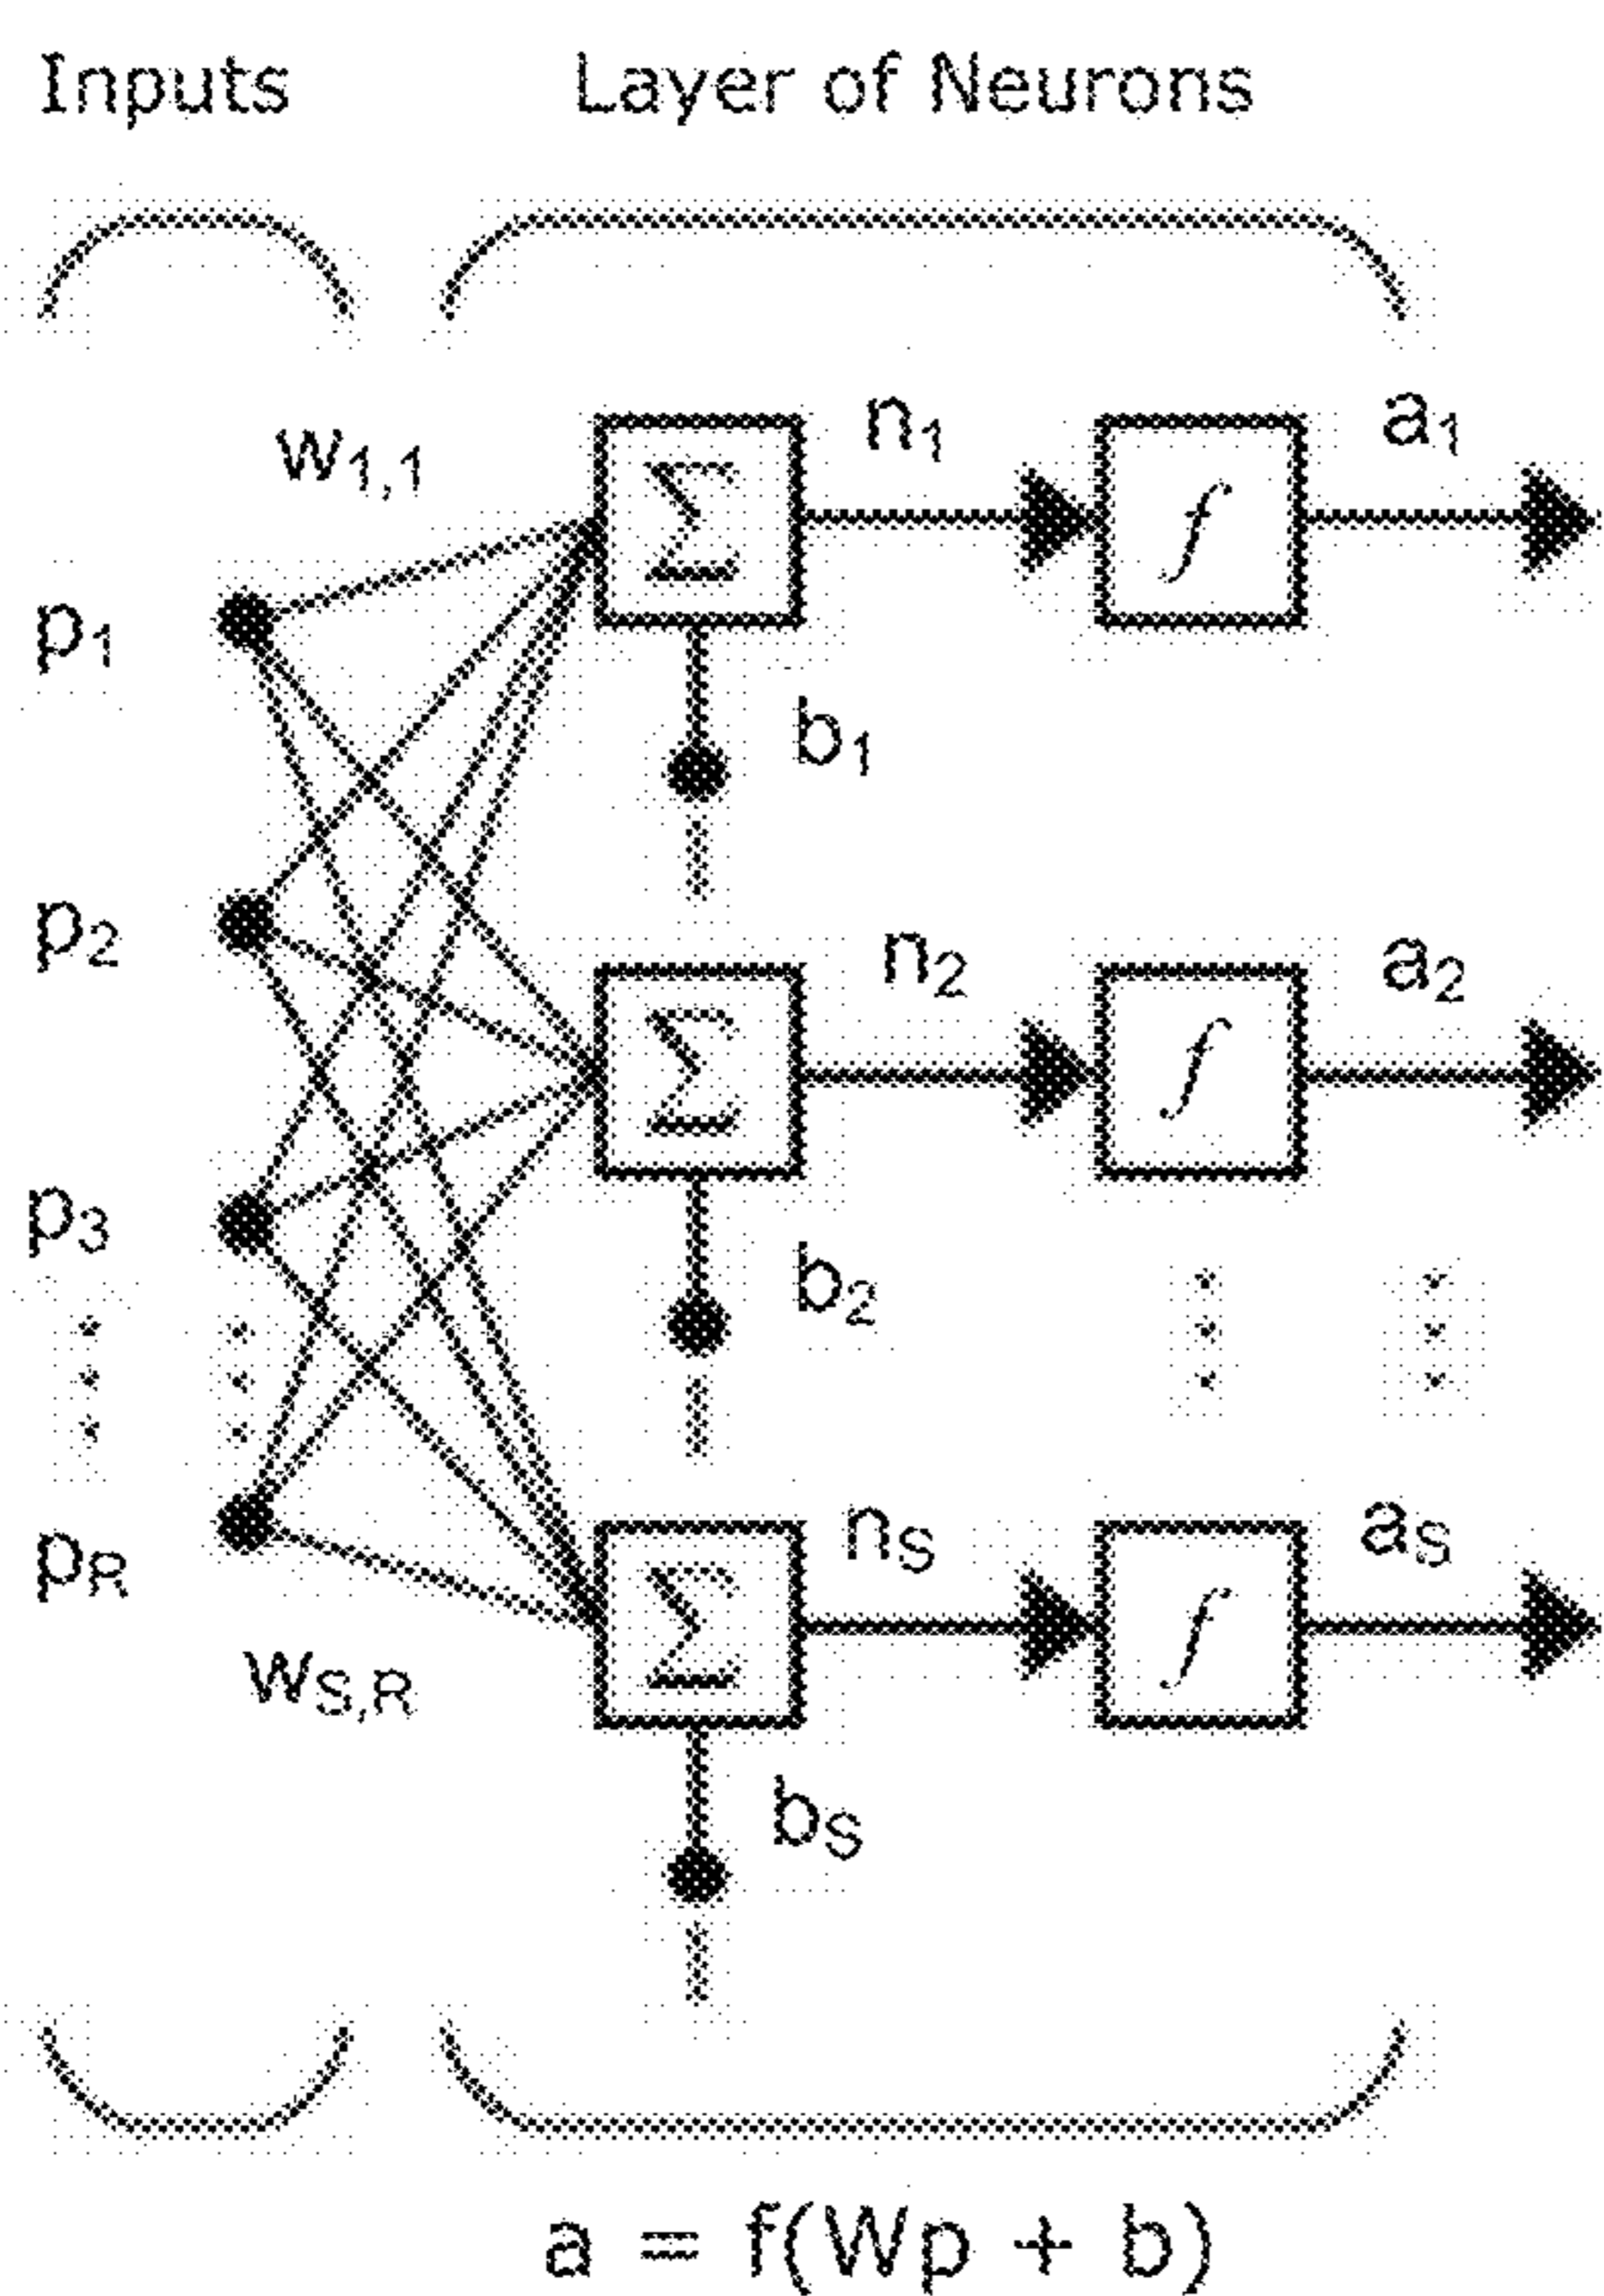 Inputs Layer of Neurons
w1,1 n1 a1
Σ f
p1
b1
p2 n2 a2
Σ f
p3
b2
pR nS aS
Σ f
wS,R
bS
a = f(Wp + b)